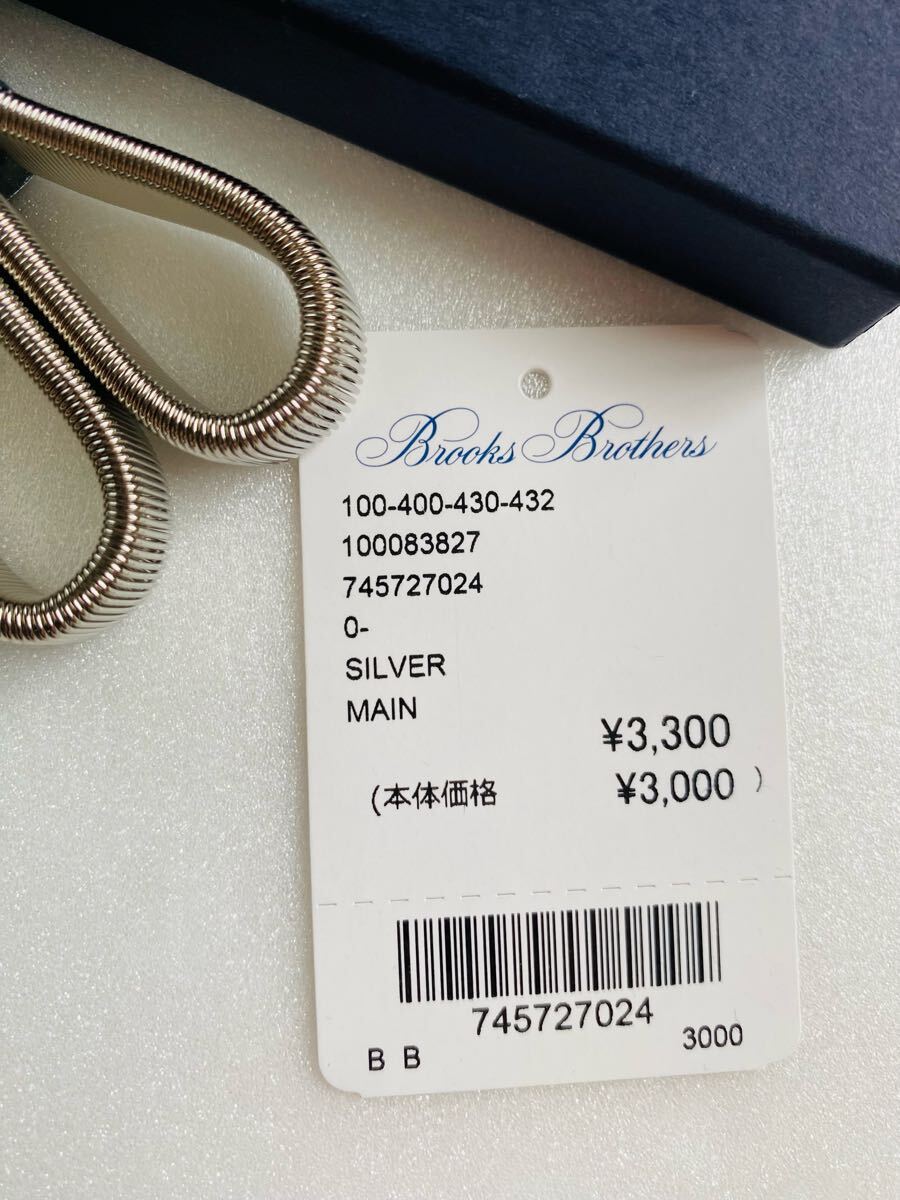 Brooks Brothers
100-400-430-432
100083827
745727024
0-
SILVER
MAIN
¥3,300
(本体価格 ¥3,000 )
745727024
B B 3000